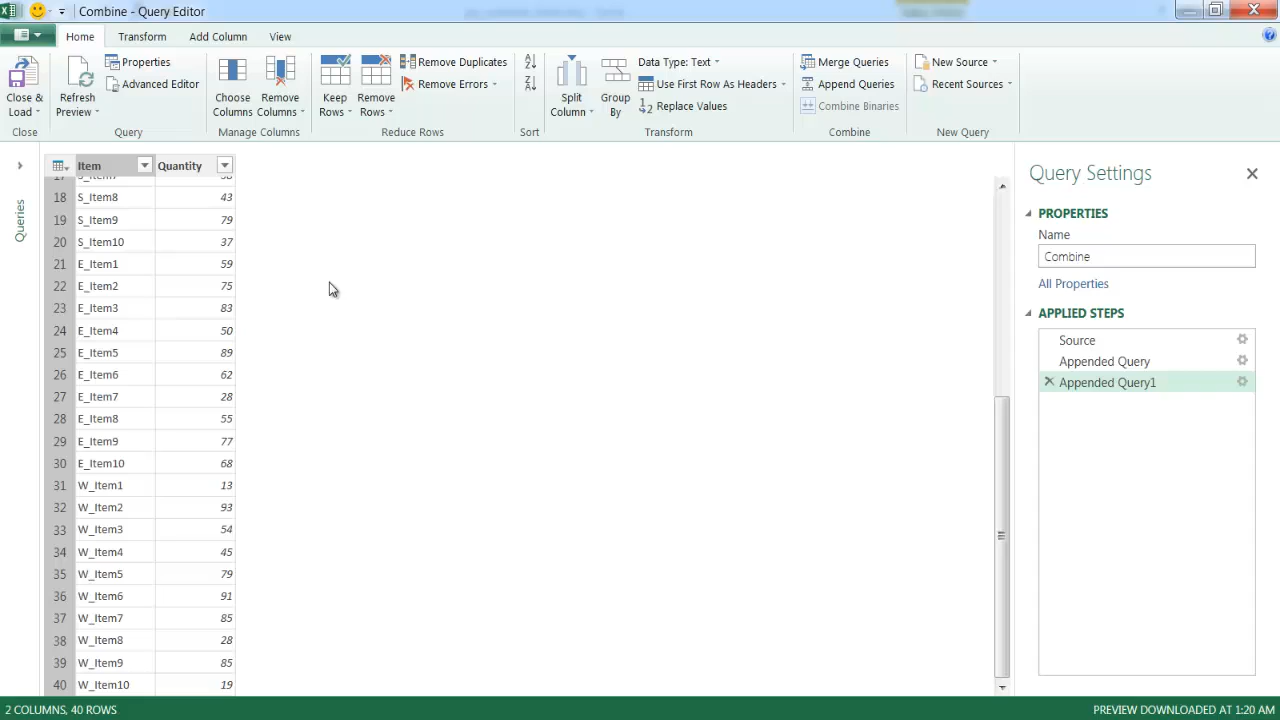 Combine - Query Editor
Home Transform Add Column View
Close & Load
Refresh Preview
Properties
Advanced Editor
Choose Columns
Remove Columns
Keep Rows
Remove Rows
Remove Duplicates
Remove Errors
Split Column
Group By
Data Type: Text
Use First Row As Headers
Replace Values
Merge Queries
Append Queries
Combine Binaries
New Source
Recent Sources
Close Query Manage Columns Reduce Rows Sort Transform Combine New Query
Queries
Item Quantity
18 S_Item8 43
19 S_Item9 79
20 S_Item10 37
21 E_Item1 59
22 E_Item2 75
23 E_Item3 83
24 E_Item4 50
25 E_Item5 89
26 E_Item6 62
27 E_Item7 28
28 E_Item8 55
29 E_Item9 77
30 E_Item10 68
31 W_Item1 13
32 W_Item2 93
33 W_Item3 54
34 W_Item4 45
35 W_Item5 79
36 W_Item6 91
37 W_Item7 85
38 W_Item8 28
39 W_Item9 85
40 W_Item10 19
Query Settings
PROPERTIES
Name
Combine
All Properties
APPLIED STEPS
Source
Appended Query
Appended Query1
2 COLUMNS, 40 ROWS
PREVIEW DOWNLOADED AT 1:20 AM